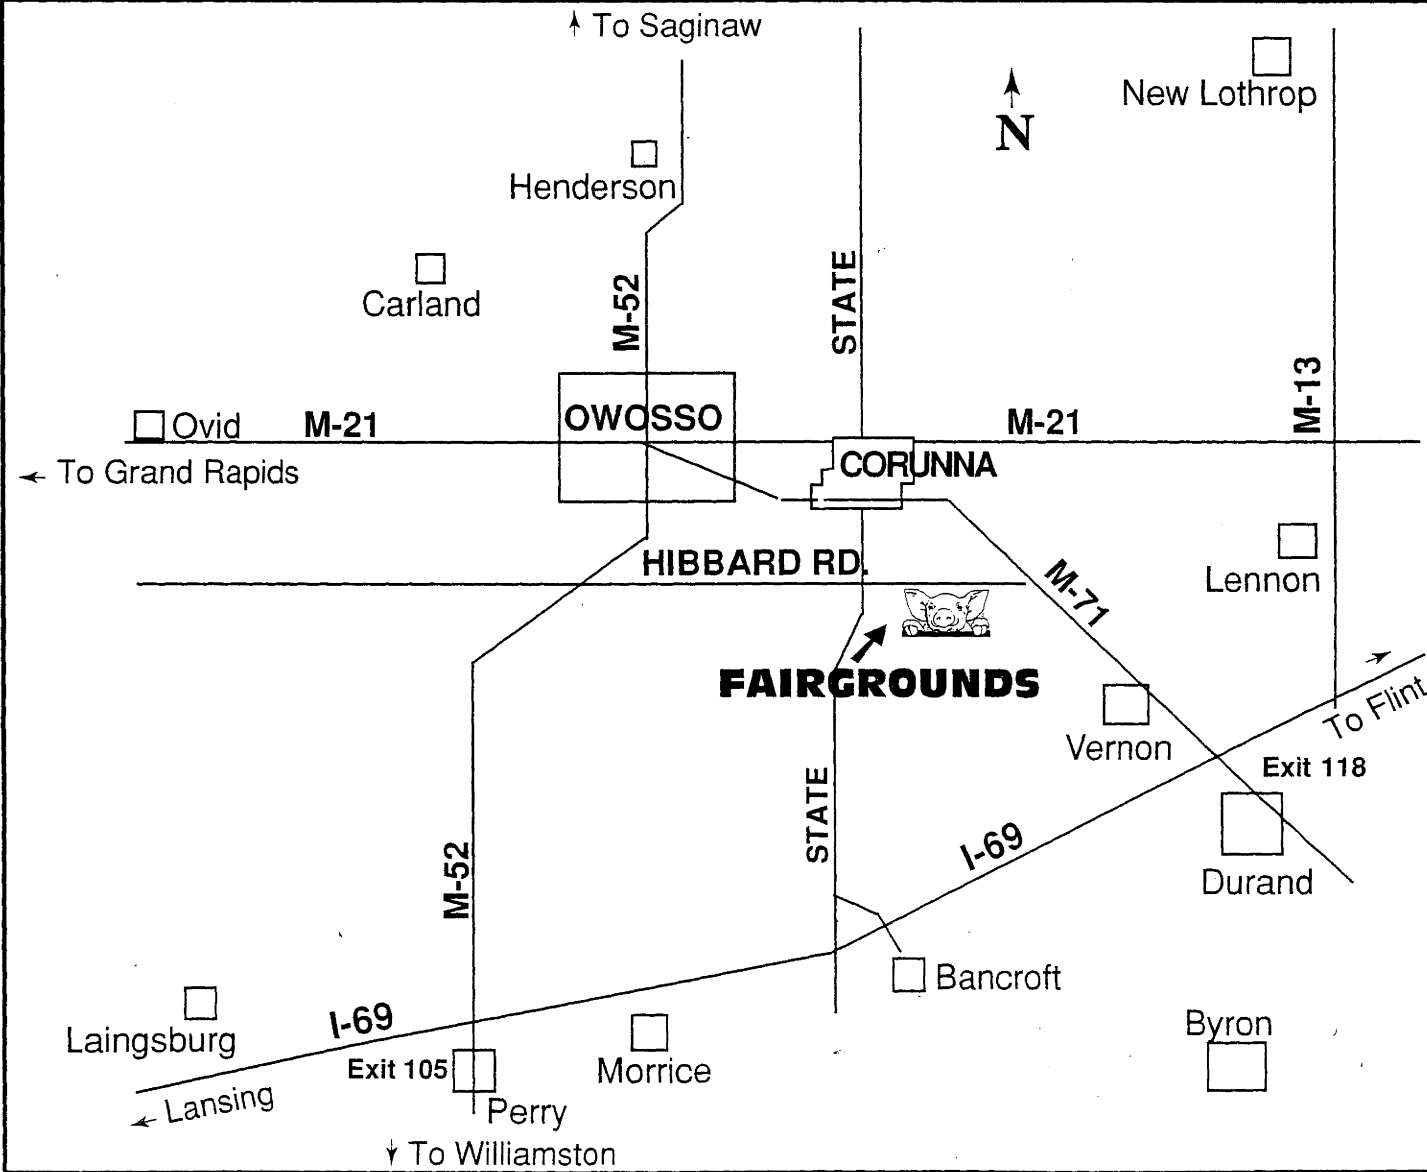 To Saginaw
N
New Lothrop
Henderson
Carland
M-52
STATE
M-13
OWOSSO
Ovid
M-21
M-21
To Grand Rapids
CORUNNA
HIBBARD RD.
Lennon
M-71
FAIRGROUNDS
To Flint
Vernon
Exit 118
STATE
I-69
M-52
Durand
Bancroft
Laingsburg
I-69
Byron
Exit 105
Morrice
Lansing
Perry
To Williamston